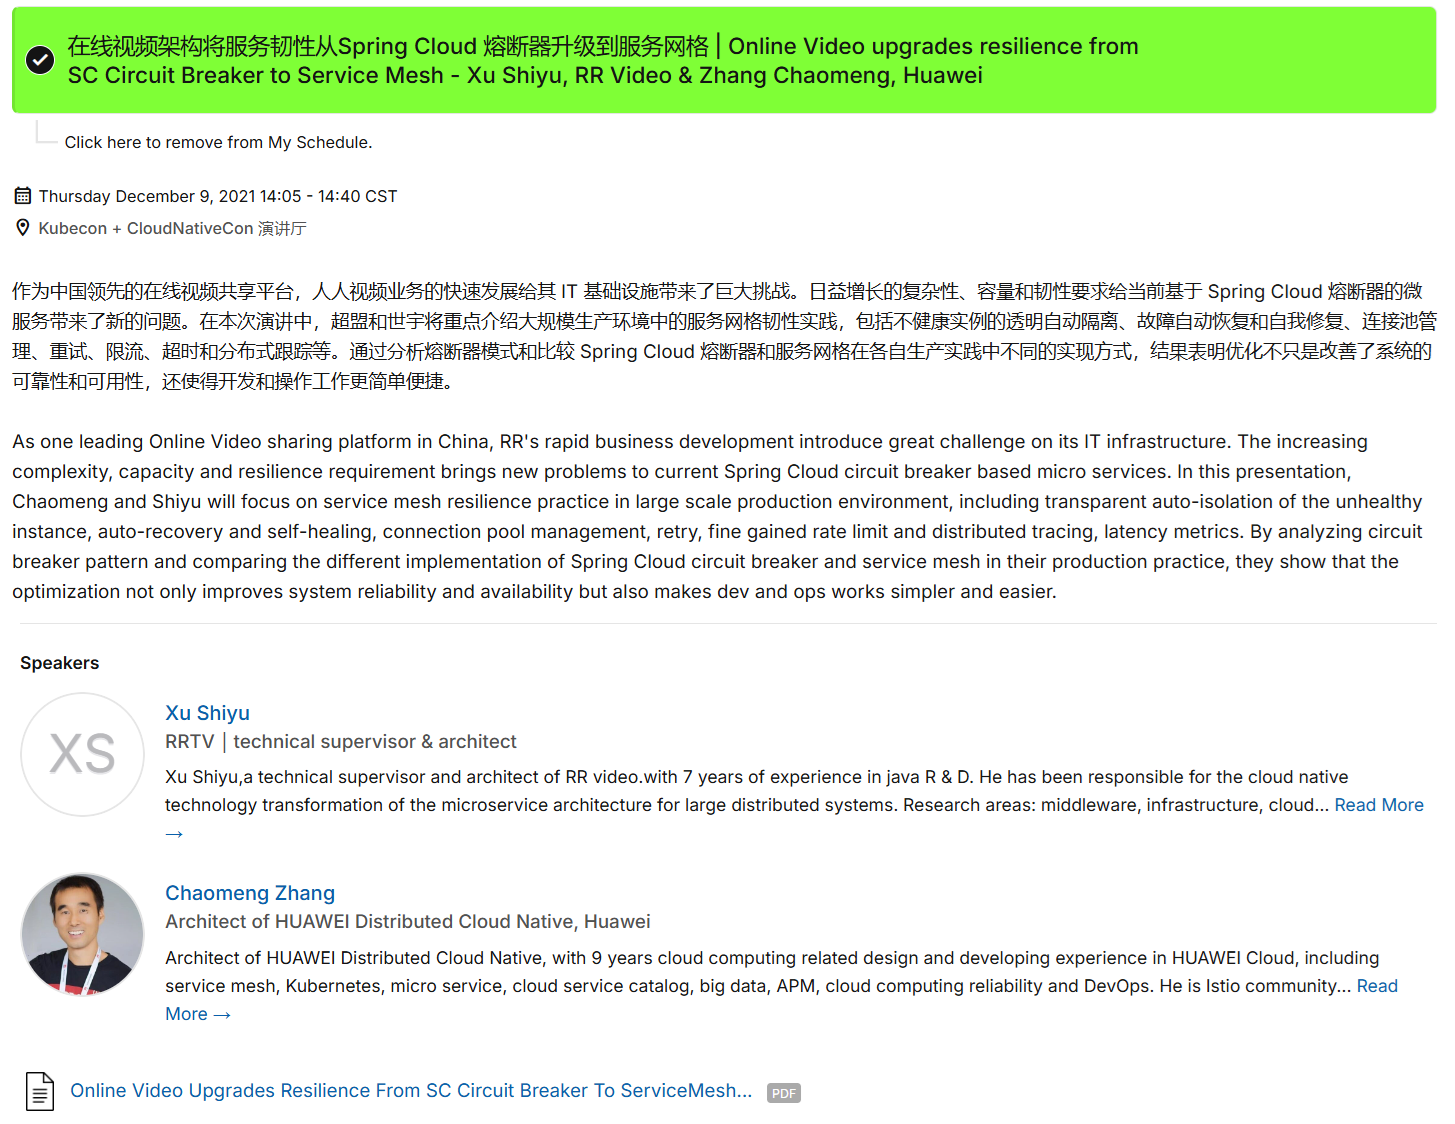 在线视频架构将服务韧性从Spring Cloud 熔断器升级到服务网格 | Online Video upgrades resilience from
SC Circuit Breaker to Service Mesh - Xu Shiyu, RR Video & Zhang Chaomeng, Huawei
Click here to remove from My Schedule.
Thursday December 9, 2021 14:05 - 14:40 CST
Kubecon + CloudNativeCon 演讲厅
作为中国领先的在线视频共享平台，人人视频业务的快速发展给其 IT 基础设施带来了巨大挑战。日益增长的复杂性、容量和韧性要求给当前基于 Spring Cloud 熔断器的微
服务带来了新的问题。在本次演讲中，超盟和世宇将重点介绍大规模生产环境中的服务网格韧性实践，包括不健康实例的透明自动隔离、故障自动恢复和自我修复、连接池管
理、重试、限流、超时和分布式跟踪等。通过分析熔断器模式和比较 Spring Cloud 熔断器和服务网格在各自生产实践中不同的实现方式，结果表明优化不只是改善了系统的
可靠性和可用性，还使得开发和操作工作更简单便捷。
As one leading Online Video sharing platform in China, RR's rapid business development introduce great challenge on its IT infrastructure. The increasing
complexity, capacity and resilience requirement brings new problems to current Spring Cloud circuit breaker based micro services. In this presentation,
Chaomeng and Shiyu will focus on service mesh resilience practice in large scale production environment, including transparent auto-isolation of the unhealthy
instance, auto-recovery and self-healing, connection pool management, retry, fine gained rate limit and distributed tracing, latency metrics. By analyzing circuit
breaker pattern and comparing the different implementation of Spring Cloud circuit breaker and service mesh in their production practice, they show that the
optimization not only improves system reliability and availability but also makes dev and ops works simpler and easier.
Speakers
XS
Xu Shiyu
RRTV | technical supervisor & architect
Xu Shiyu,a technical supervisor and architect of RR video.with 7 years of experience in java R & D. He has been responsible for the cloud native
technology transformation of the microservice architecture for large distributed systems. Research areas: middleware, infrastructure, cloud... Read More
→
Chaomeng Zhang
Architect of HUAWEI Distributed Cloud Native, Huawei
Architect of HUAWEI Distributed Cloud Native, with 9 years cloud computing related design and developing experience in HUAWEI Cloud, including
service mesh, Kubernetes, micro service, cloud service catalog, big data, APM, cloud computing reliability and DevOps. He is Istio community... Read
More →
Online Video Upgrades Resilience From SC Circuit Breaker To ServiceMesh... PDF